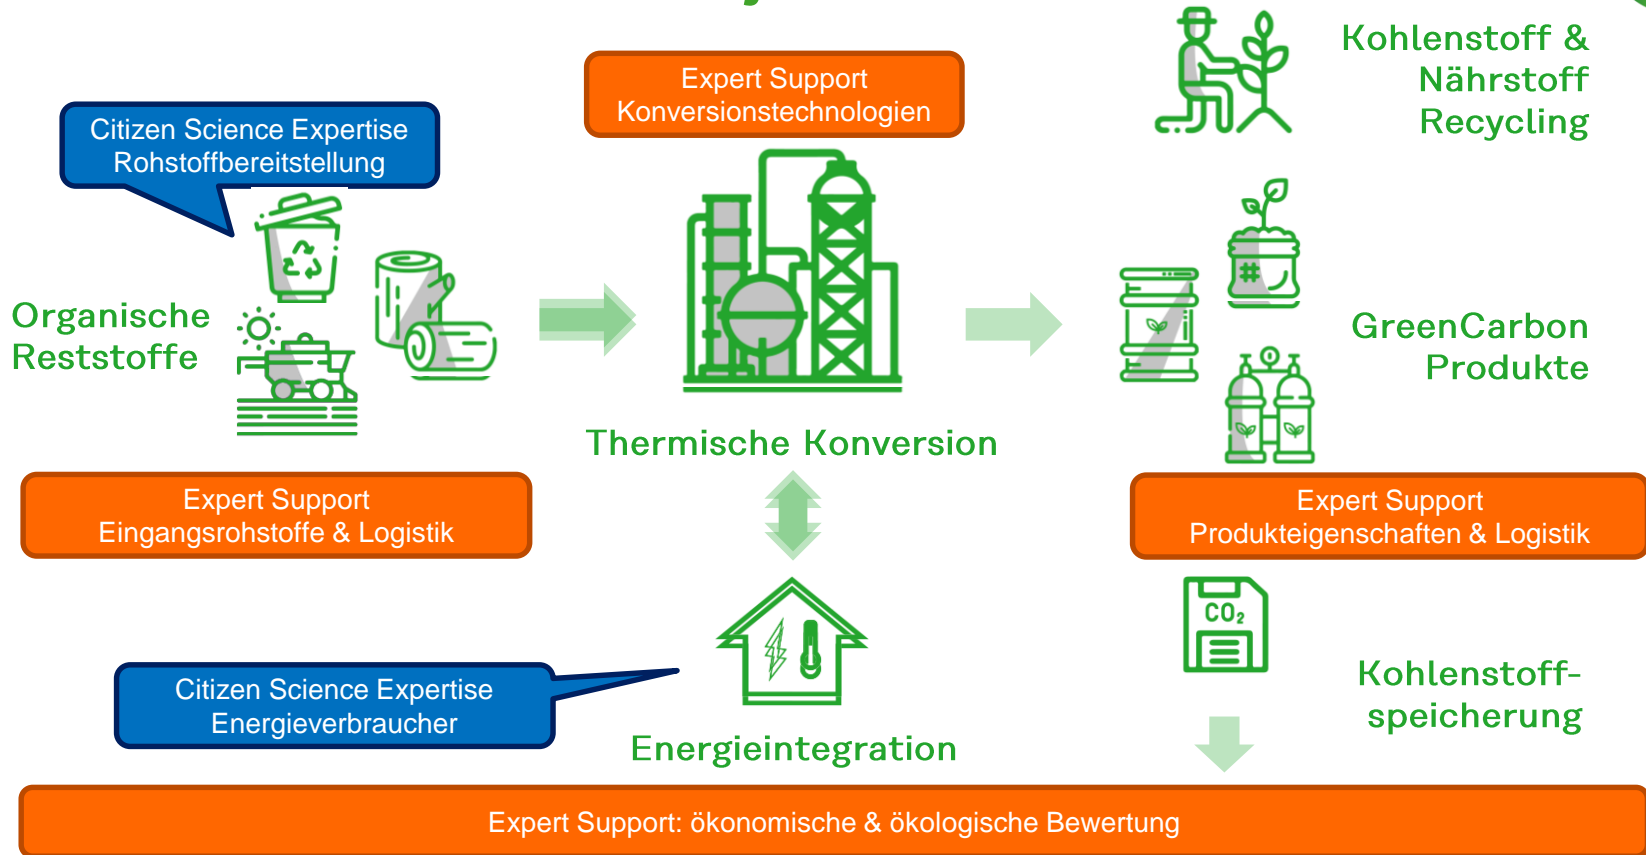 Kohlenstoff &
Nährstoff
Recycling
Expert Support
Konversionstechnologien
Citizen Science Expertise
Rohstoffbereitstellung
Organische
Reststoffe
GreenCarbon
Produkte
Thermische Konversion
Expert Support
Eingangsrohstoffe & Logistik
Expert Support
Produkteigenschaften & Logistik
CO₂
Citizen Science Expertise
Energieverbraucher
Kohlenstoff-
speicherung
Energieintegration
Expert Support: ökonomische & ökologische Bewertung